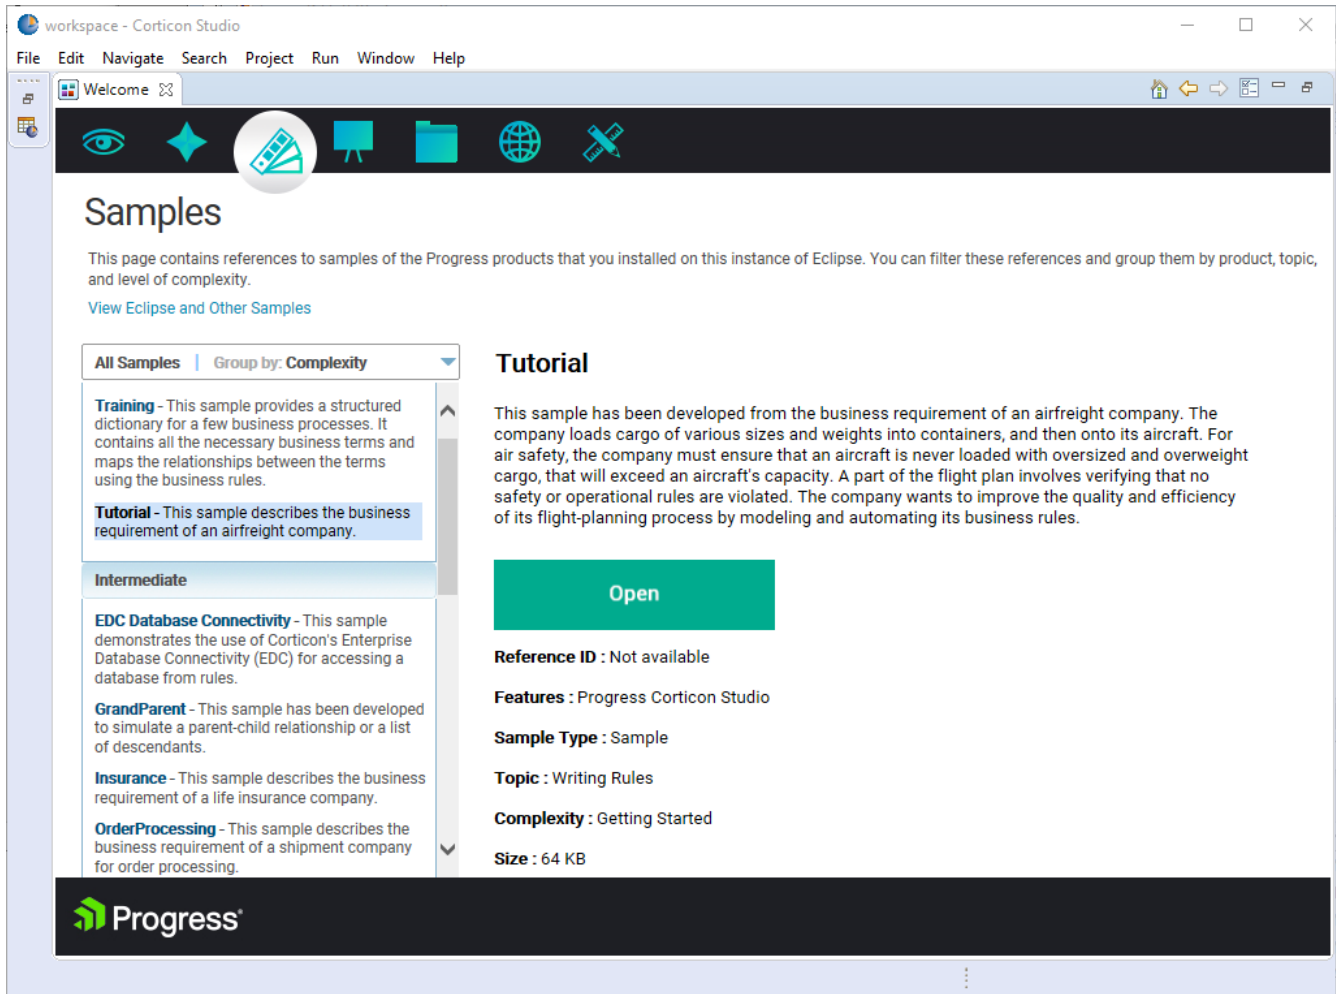 workspace - Corticon Studio
File Edit Navigate Search Project Run Window Help
Welcome
Samples
This page contains references to samples of the Progress products that you installed on this instance of Eclipse. You can filter these references and group them by product, topic,
and level of complexity.
View Eclipse and Other Samples
All Samples | Group by: Complexity
Training - This sample provides a structured
dictionary for a few business processes. It
contains all the necessary business terms and
maps the relationships between the terms
using the business rules.
Tutorial - This sample describes the business
requirement of an airfreight company.
Intermediate
EDC Database Connectivity - This sample
demonstrates the use of Corticon's Enterprise
Database Connectivity (EDC) for accessing a
database from rules.
GrandParent - This sample has been developed
to simulate a parent-child relationship or a list
of descendants.
Insurance - This sample describes the business
requirement of a life insurance company.
OrderProcessing - This sample describes the
business requirement of a shipment company
for order processing.
Tutorial
This sample has been developed from the business requirement of an airfreight company. The
company loads cargo of various sizes and weights into containers, and then onto its aircraft. For
air safety, the company must ensure that an aircraft is never loaded with oversized and overweight
cargo, that will exceed an aircraft's capacity. A part of the flight plan involves verifying that no
safety or operational rules are violated. The company wants to improve the quality and efficiency
of its flight-planning process by modeling and automating its business rules.
Open
Reference ID : Not available
Features : Progress Corticon Studio
Sample Type : Sample
Topic : Writing Rules
Complexity : Getting Started
Size : 64 KB
Progress®